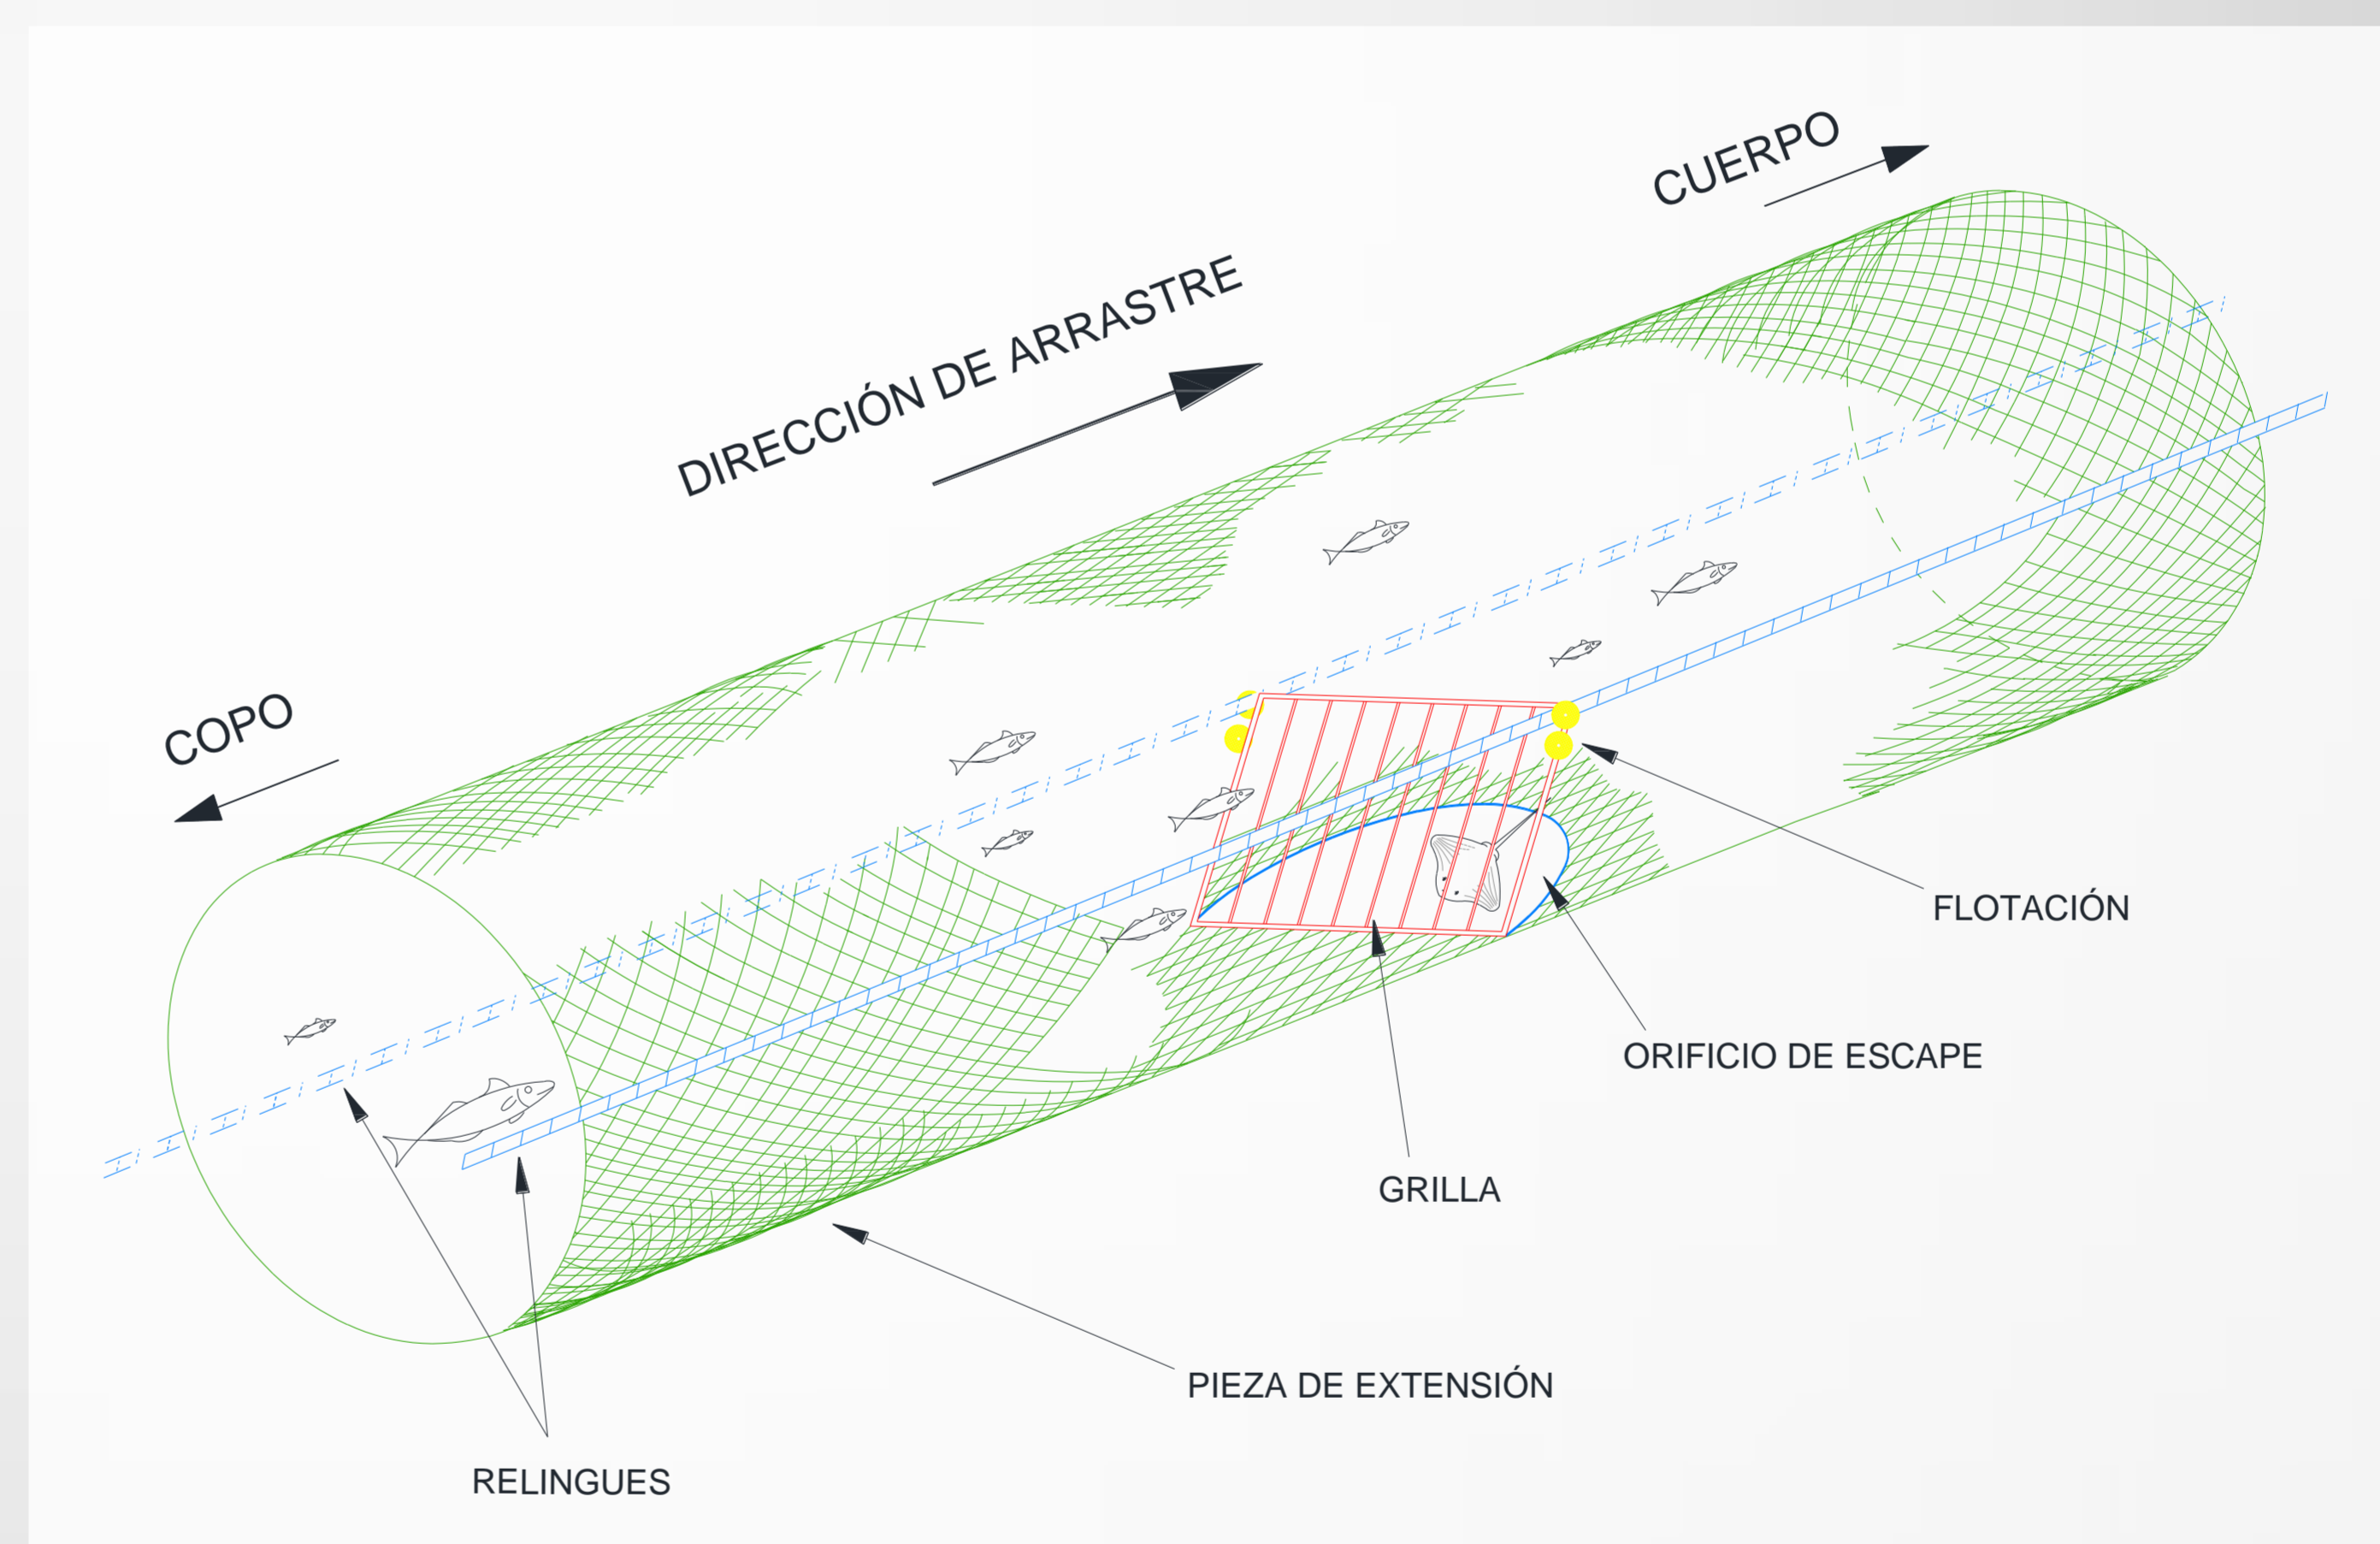 CUERPO
DIRECCIÓN DE ARRASTRE
COPO
FLOTACIÓN
ORIFICIO DE ESCAPE
GRILLA
PIEZA DE EXTENSIÓN
RELINGUES